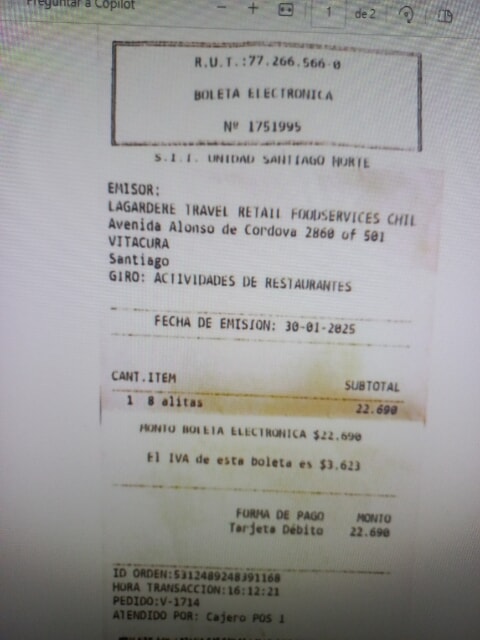 Preguntar a Copilot
1 de 2
R.U.T.:77.266.566-0
BOLETA ELECTRONICA
Nº 1751995
S.I.I. UNIDAD SANTIAGO NORTE
EMISOR:
LAGARDERE TRAVEL RETAIL FOODSERVICES CHIL
Avenida Alonso de Cordova 2860 of 501
VITACURA
Santiago
GIRO: ACTIVIDADES DE RESTAURANTES
FECHA DE EMISION: 30-01-2025
CANT.ITEM SUBTOTAL
1 8 alitas 22.690
MONTO BOLETA ELECTRONICA $22.690
El IVA de esta boleta es $3.623
FORMA DE PAGO MONTO
Tarjeta Débito 22.690
ID ORDEN:5312489248391168
HORA TRANSACCION:16:12:21
PEDIDO:V-1714
ATENDIDO POR: Cajero POS 1